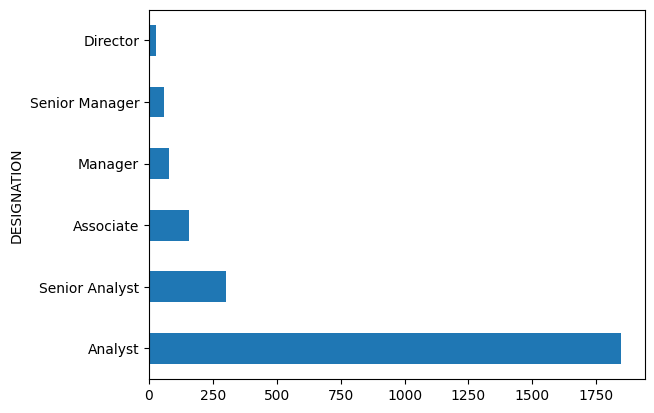 DESIGNATION
Director
Senior Manager
Manager
Associate
Senior Analyst
Analyst
0 250 500 750 1000 1250 1500 1750